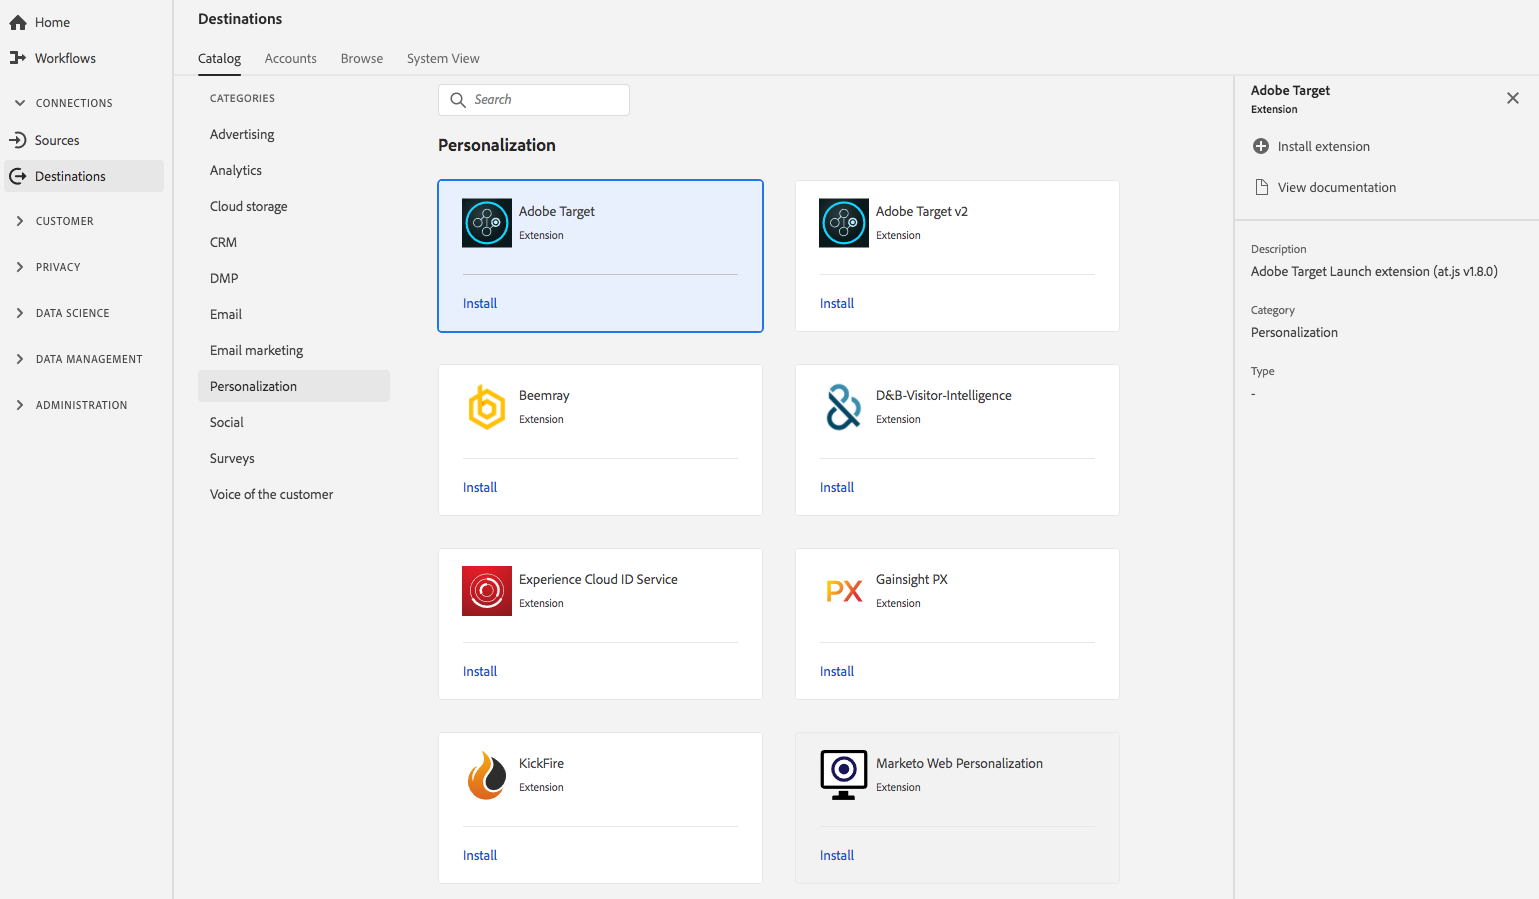 Home
Workflows
CONNECTIONS
Sources
Destinations
CUSTOMER
PRIVACY
DATA SCIENCE
DATA MANAGEMENT
ADMINISTRATION
Destinations
Catalog Accounts Browse System View
CATEGORIES
Advertising
Analytics
Cloud storage
CRM
DMP
Email
Email marketing
Personalization
Social
Surveys
Voice of the customer
Search
Personalization
Adobe Target
Extension
Install
Adobe Target v2
Extension
Install
Beemray
Extension
Install
D&B-Visitor-Intelligence
Extension
Install
Experience Cloud ID Service
Extension
Install
PX
Gainsight PX
Extension
Install
KickFire
Extension
Install
Marketo Web Personalization
Extension
Install
Adobe Target
Extension
Install extension
View documentation
Description
Adobe Target Launch extension (at.js v1.8.0)
Category
Personalization
Type
-